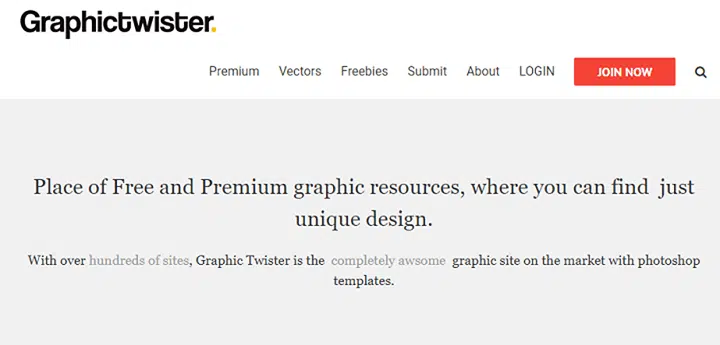 Graphictwister.
Premium Vectors Freebies Submit About LOGIN JOIN NOW
Place of Free and Premium graphic resources, where you can find just
unique design.
With over hundreds of sites, Graphic Twister is the completely awsome graphic site on the market with photoshop
templates.